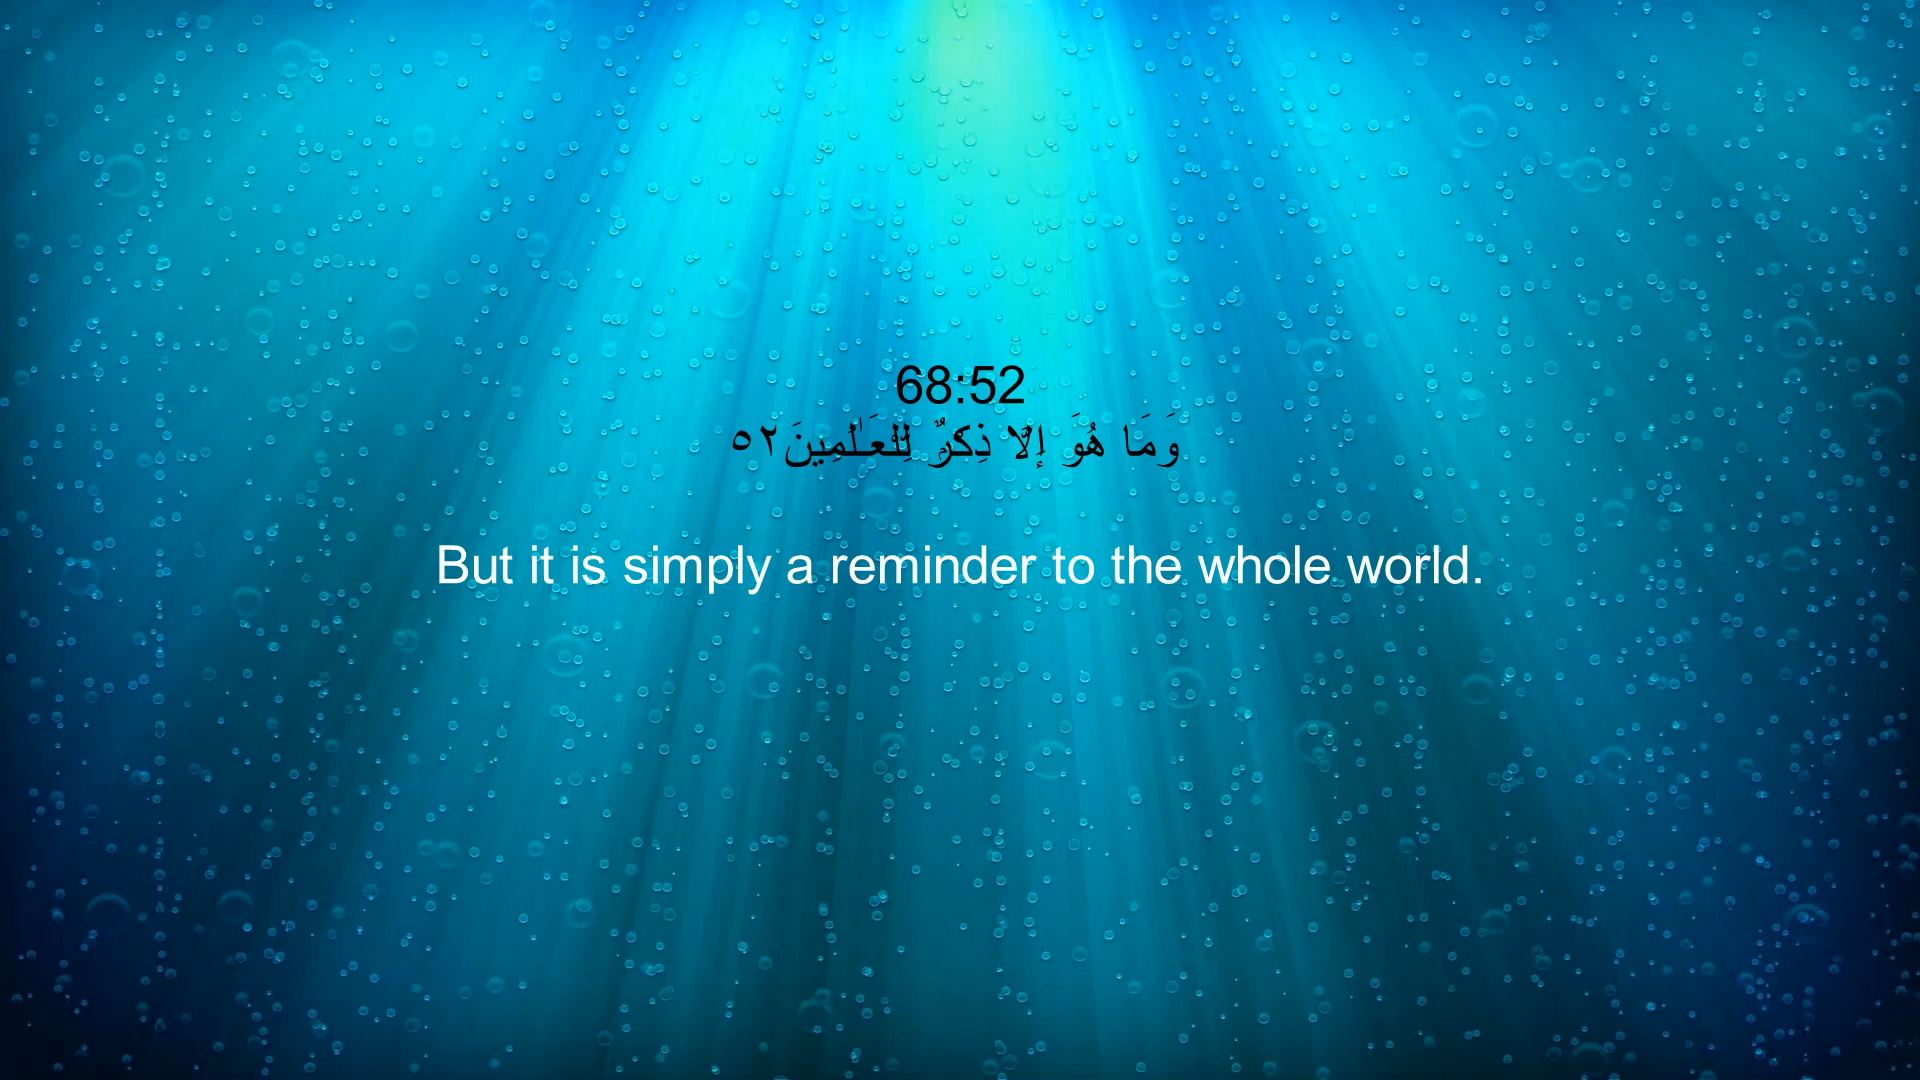 68:52
وَمَا هُوَ إِلَّا ذِكْرٌۭ لِّلْعَـٰلَمِينَ٥٢
But it is simply a reminder to the whole world.